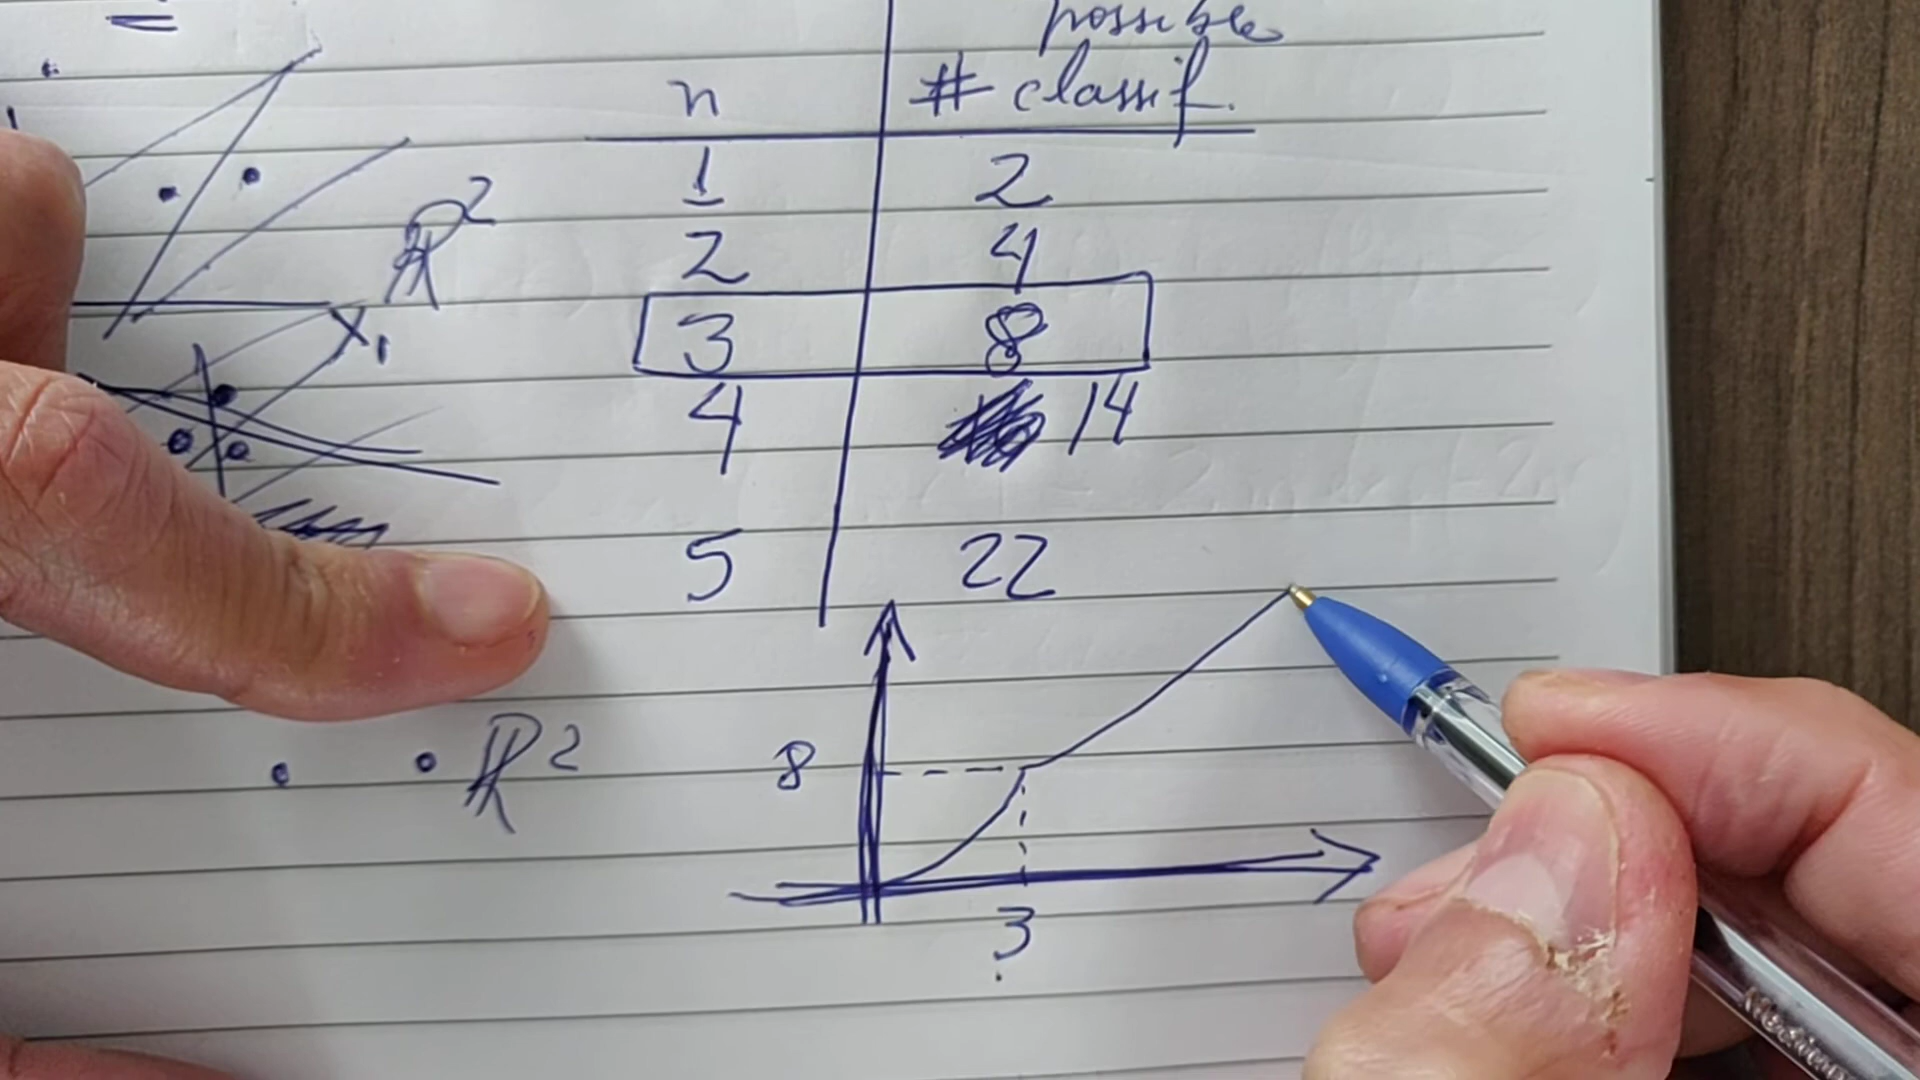 possible
n # classif.
1 2
2 4
3 8
4 14
5 22
R²
X₁
R²
8
3